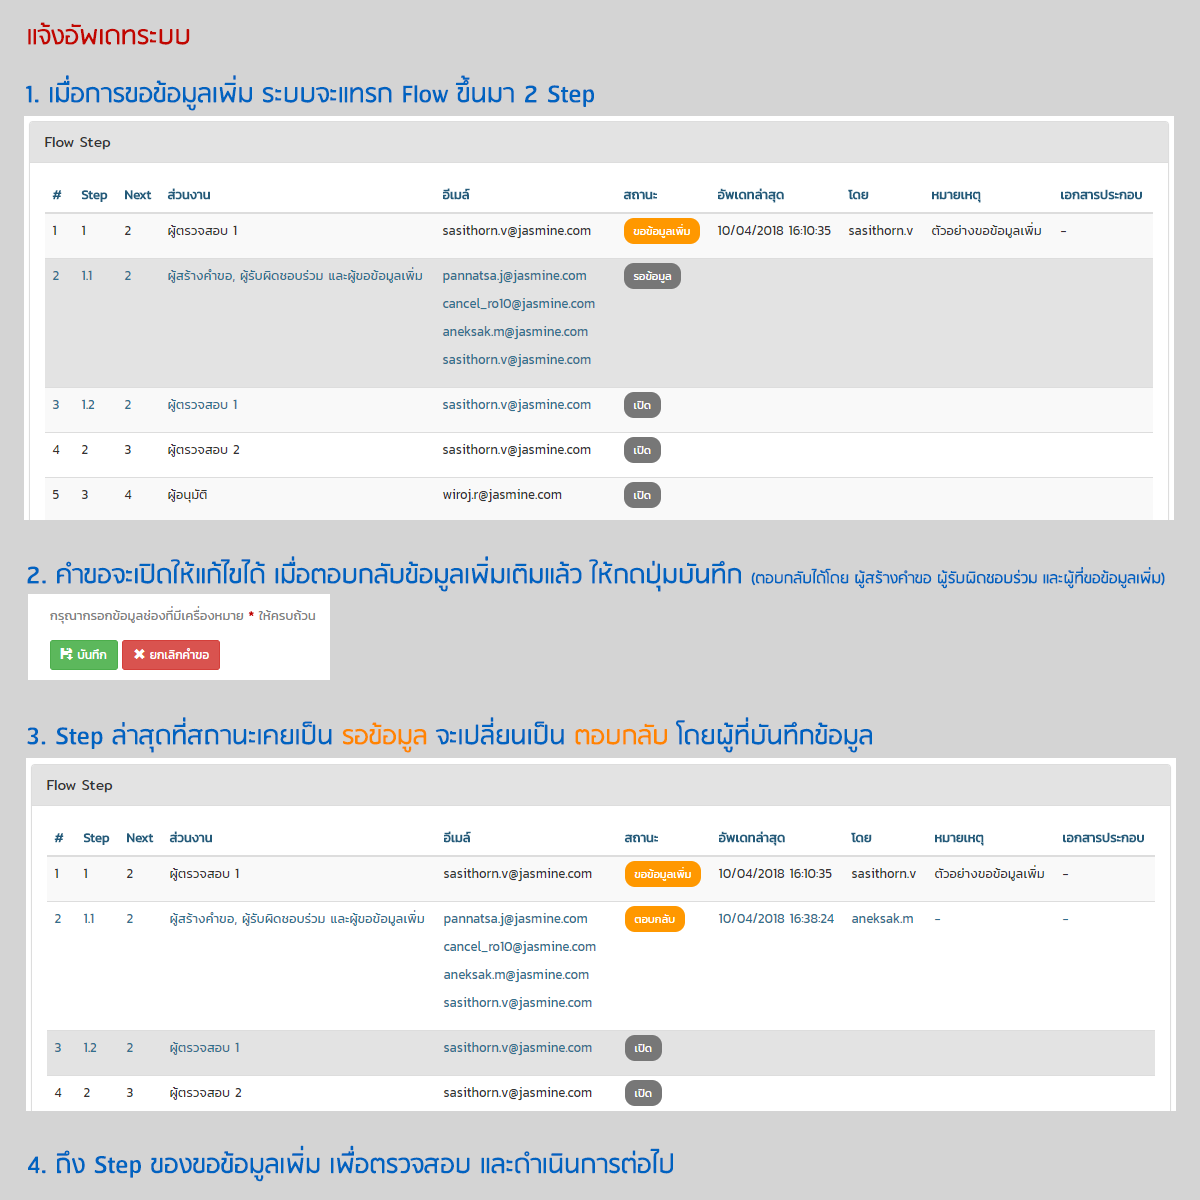 แจ้งอัพเดทระบบ
1. เมื่อการขอข้อมูลเพิ่ม ระบบจะแทรก Flow ขึ้นมา 2 Step
Flow Step
# Step Next ส่วนงาน อีเมล์ สถานะ อัพเดทล่าสุด โดย หมายเหตุ เอกสารประกอบ
1 1 2 ผู้ตรวจสอบ 1 sasithorn.v@jasmine.com ขอข้อมูลเพิ่ม 10/04/2018 16:10:35 sasithorn.v ตัวอย่างขอข้อมูลเพิ่ม -
2 1.1 2 ผู้สร้างคำขอ, ผู้รับผิดชอบร่วม และผู้ขอข้อมูลเพิ่ม pannatsa.j@jasmine.com รอข้อมูล
cancel_ro10@jasmine.com
aneksak.m@jasmine.com
sasithorn.v@jasmine.com
3 1.2 2 ผู้ตรวจสอบ 1 sasithorn.v@jasmine.com เปิด
4 2 3 ผู้ตรวจสอบ 2 sasithorn.v@jasmine.com เปิด
5 3 4 ผู้อนุมัติ wiroj.r@jasmine.com เปิด
2. คำขอจะเปิดให้แก้ไขได้ เมื่อตอบกลับข้อมูลเพิ่มเติมแล้ว ให้กดปุ่มบันทึก (ตอบกลับได้โดย ผู้สร้างคำขอ ผู้รับผิดชอบร่วม และผู้ที่ขอข้อมูลเพิ่ม)
กรุณากรอกข้อมูลช่องที่มีเครื่องหมาย * ให้ครบถ้วน
บันทึก ยกเลิกคำขอ
3. Step ล่าสุดที่สถานะเคยเป็น รอข้อมูล จะเปลี่ยนเป็น ตอบกลับ โดยผู้ที่บันทึกข้อมูล
Flow Step
# Step Next ส่วนงาน อีเมล์ สถานะ อัพเดทล่าสุด โดย หมายเหตุ เอกสารประกอบ
1 1 2 ผู้ตรวจสอบ 1 sasithorn.v@jasmine.com ขอข้อมูลเพิ่ม 10/04/2018 16:10:35 sasithorn.v ตัวอย่างขอข้อมูลเพิ่ม -
2 1.1 2 ผู้สร้างคำขอ, ผู้รับผิดชอบร่วม และผู้ขอข้อมูลเพิ่ม pannatsa.j@jasmine.com ตอบกลับ 10/04/2018 16:38:24 aneksak.m - -
cancel_ro10@jasmine.com
aneksak.m@jasmine.com
sasithorn.v@jasmine.com
3 1.2 2 ผู้ตรวจสอบ 1 sasithorn.v@jasmine.com เปิด
4 2 3 ผู้ตรวจสอบ 2 sasithorn.v@jasmine.com เปิด
4. ถึง Step ของขอข้อมูลเพิ่ม เพื่อตรวจสอบ และดำเนินการต่อไป